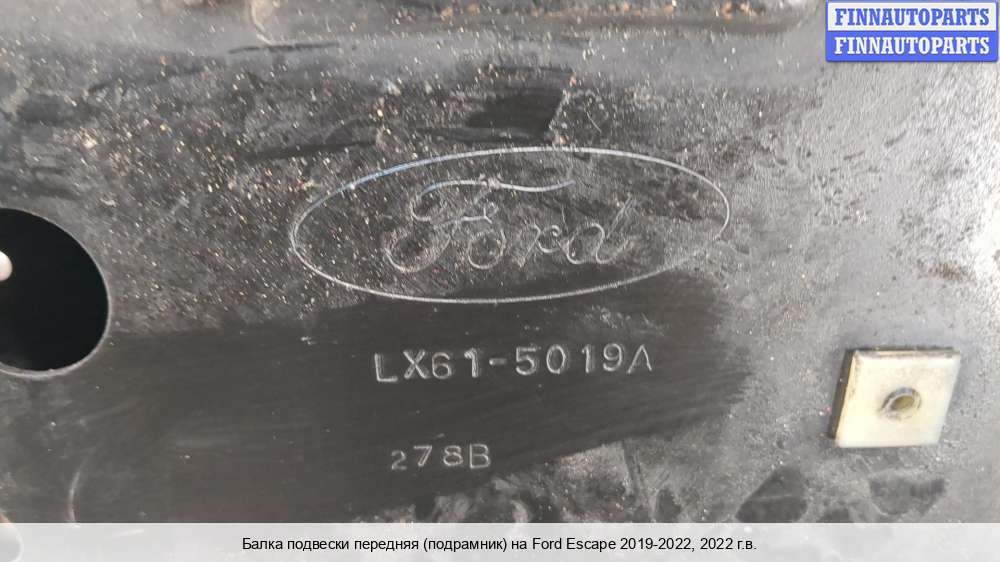 FINNAUTOPARTS
FINNAUTOPARTS
Ford
LX61-5019A
278B
Балка подвески передняя (подрамник) на Ford Escape 2019-2022, 2022 г.в.